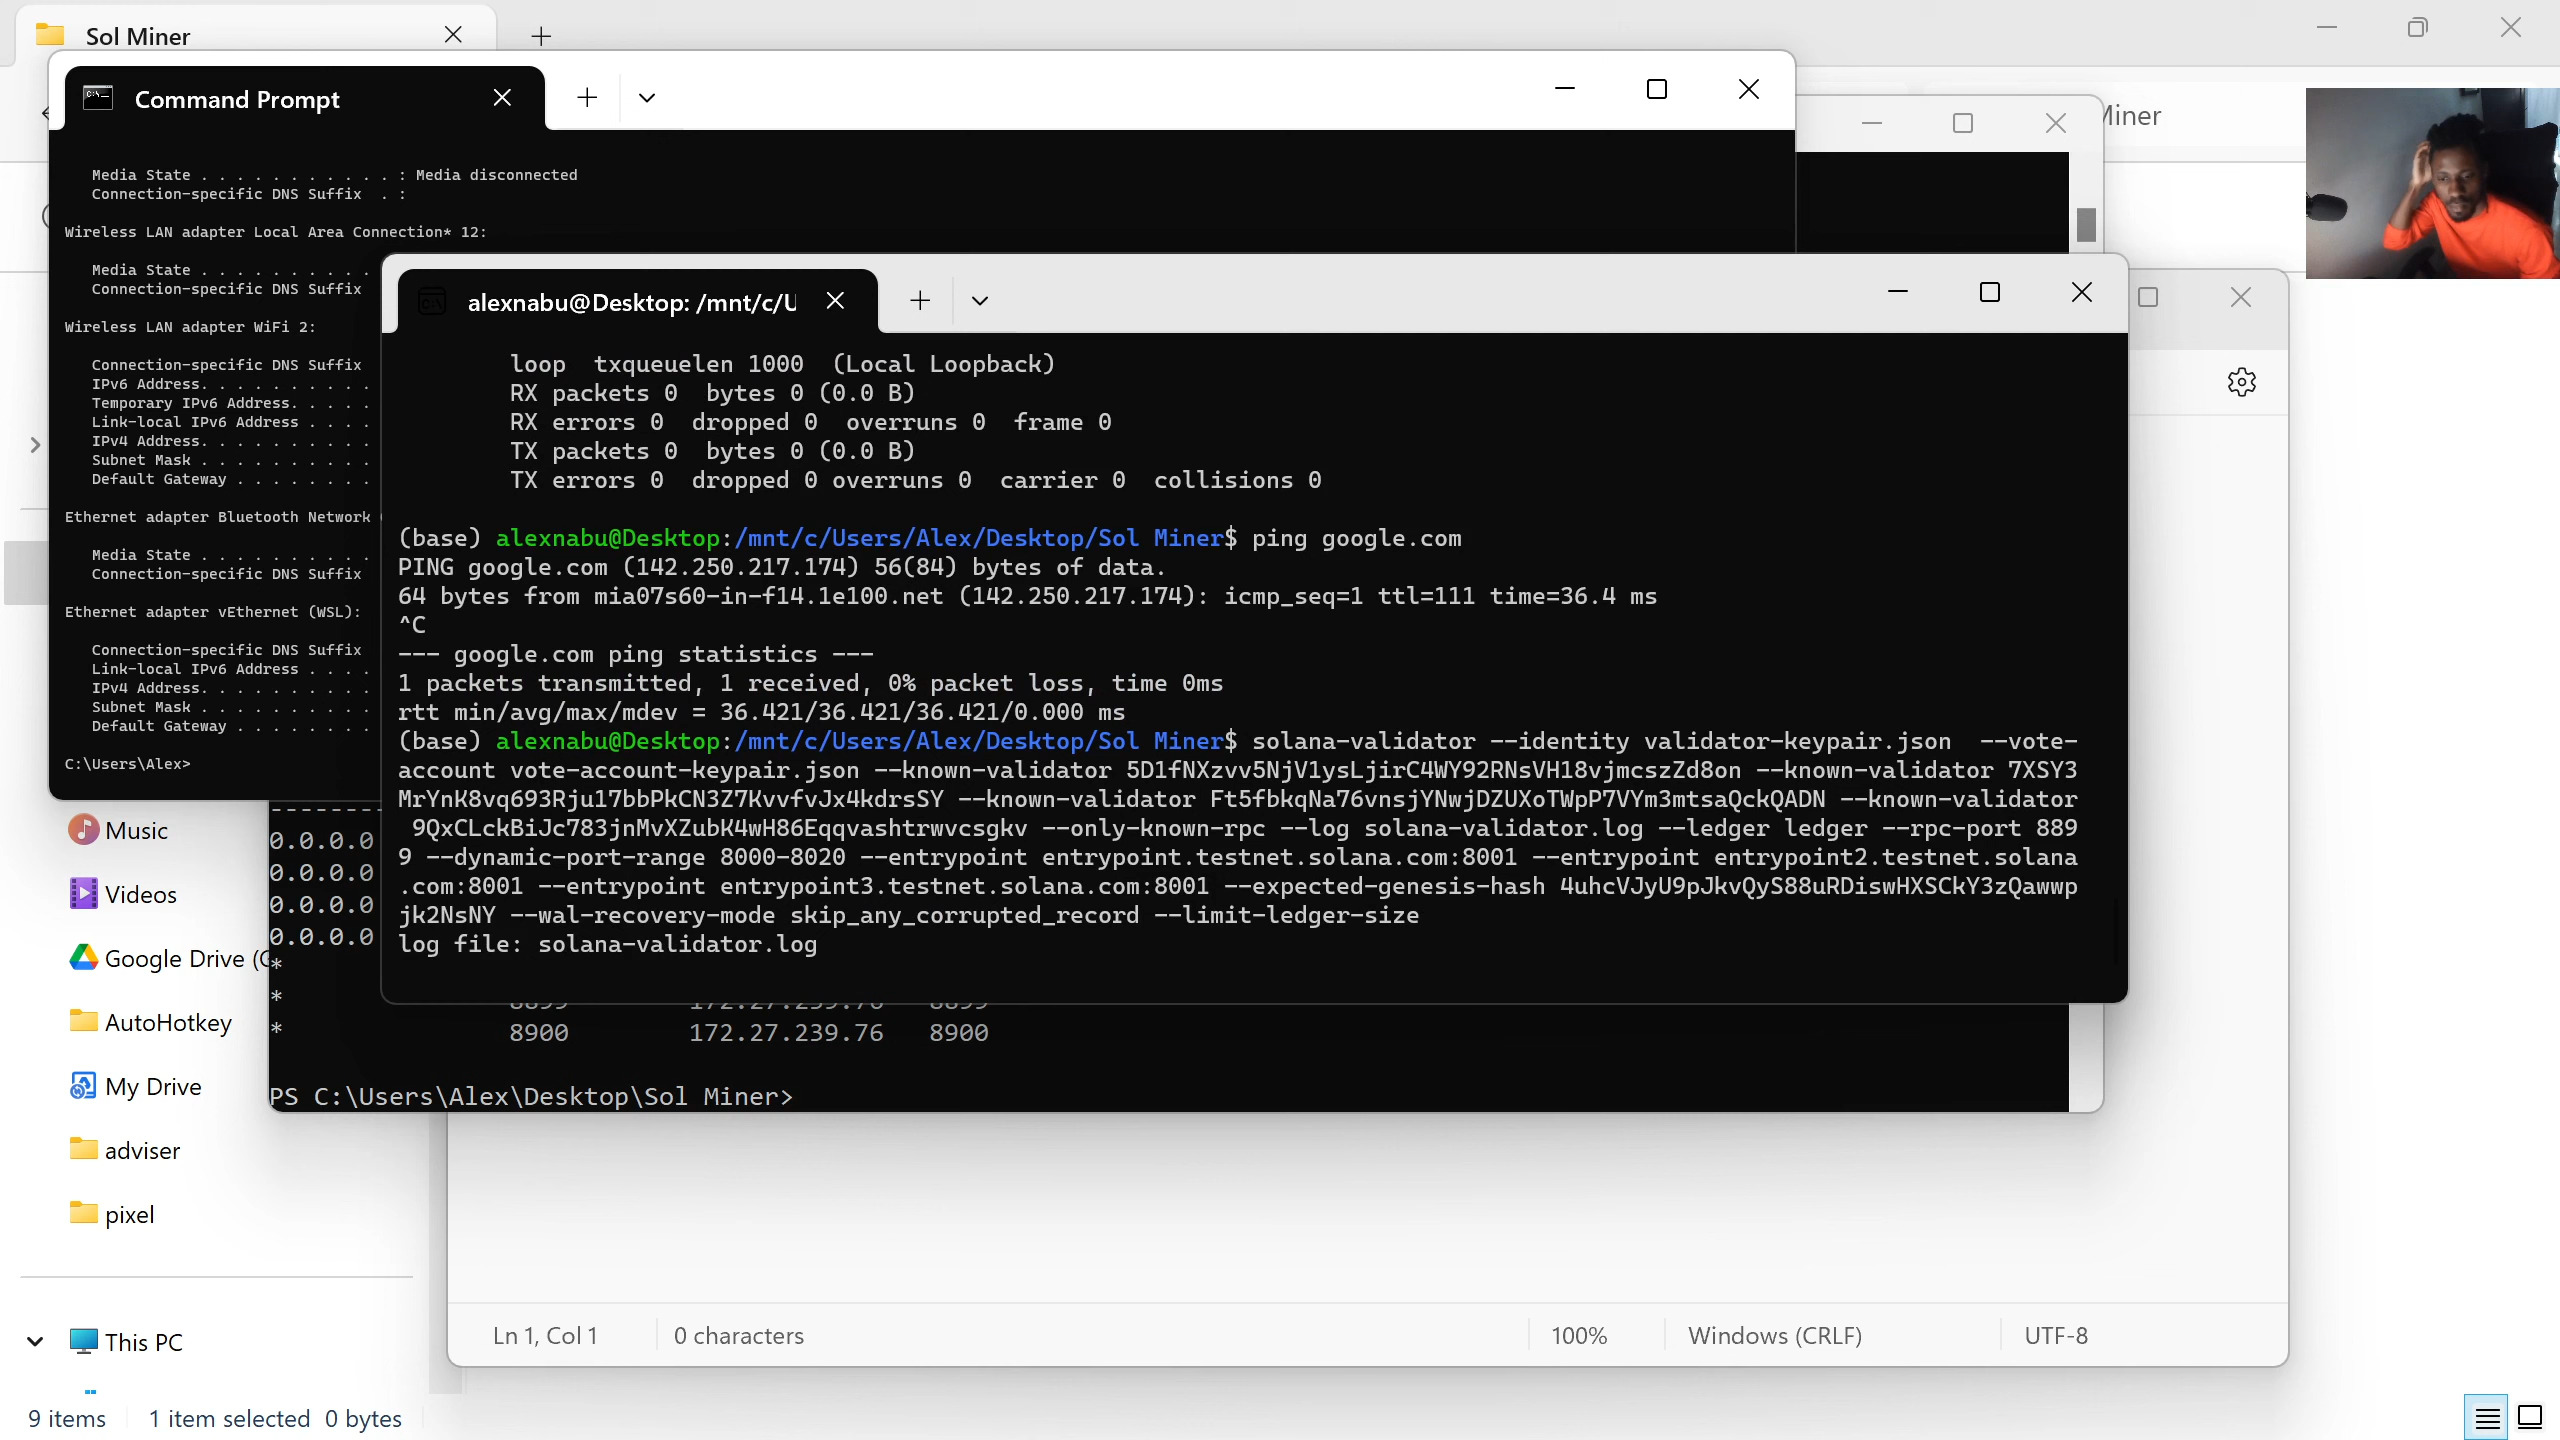 Sol Miner
Command Prompt
Miner
Media State . . . . . . . . . . . : Media disconnected
Connection-specific DNS Suffix  . :
Wireless LAN adapter Local Area Connection* 12:
Media State . . . . . . . . . .
Connection-specific DNS Suffix
Wireless LAN adapter WiFi 2:
Connection-specific DNS Suffix
IPv6 Address. . . . . . . . . .
Temporary IPv6 Address. . . . .
Link-local IPv6 Address . . . .
IPv4 Address. . . . . . . . . .
Subnet Mask . . . . . . . . . .
Default Gateway . . . . . . . .
Ethernet adapter Bluetooth Network
Media State . . . . . . . . . .
Connection-specific DNS Suffix
Ethernet adapter vEthernet (WSL):
Connection-specific DNS Suffix
Link-local IPv6 Address . . . .
IPv4 Address. . . . . . . . . .
Subnet Mask . . . . . . . . . .
Default Gateway . . . . . . . .
C:\Users\Alex>
alexnabu@Desktop: /mnt/c/U
loop  txqueuelen 1000  (Local Loopback)
RX packets 0  bytes 0 (0.0 B)
RX errors 0  dropped 0  overruns 0  frame 0
TX packets 0  bytes 0 (0.0 B)
TX errors 0  dropped 0 overruns 0  carrier 0  collisions 0
(base) alexnabu@Desktop:/mnt/c/Users/Alex/Desktop/Sol Miner$ ping google.com
PING google.com (142.250.217.174) 56(84) bytes of data.
64 bytes from mia07s60-in-f14.1e100.net (142.250.217.174): icmp_seq=1 ttl=111 time=36.4 ms
^C
--- google.com ping statistics ---
1 packets transmitted, 1 received, 0% packet loss, time 0ms
rtt min/avg/max/mdev = 36.421/36.421/36.421/0.000 ms
(base) alexnabu@Desktop:/mnt/c/Users/Alex/Desktop/Sol Miner$ solana-validator --identity validator-keypair.json  --vote-
account vote-account-keypair.json --known-validator 5D1fNXzvv5NjV1ysLjirC4WY92RNsVH18vjmcszZd8on --known-validator 7XSY3
MrYnK8vq693Rju17bbPkCN3Z7KvvfvJx4kdrsSY --known-validator Ft5fbkqNa76vnsjYNwjDZUXoTWpP7VYm3mtsaQckQADN --known-validator
9QxCLckBiJc783jnMvXZubK4wH86Eqqvashtrwvcsgkv --only-known-rpc --log solana-validator.log --ledger ledger --rpc-port 889
9 --dynamic-port-range 8000-8020 --entrypoint entrypoint.testnet.solana.com:8001 --entrypoint entrypoint2.testnet.solana
.com:8001 --entrypoint entrypoint3.testnet.solana.com:8001 --expected-genesis-hash 4uhcVJyU9pJkvQyS88uRDiswHXSCkY3zQawwp
jk2NsNY --wal-recovery-mode skip_any_corrupted_record --limit-ledger-size
log file: solana-validator.log
0.0.0.0
0.0.0.0
0.0.0.0
0.0.0.0
*
* 8899 172.27.239.76 8899
* 8900 172.27.239.76 8900
PS C:\Users\Alex\Desktop\Sol Miner>
Music
Videos
Google Drive (G
AutoHotkey
My Drive
adviser
pixel
This PC
Ln 1, Col 1 0 characters 100% Windows (CRLF) UTF-8
9 items 1 item selected 0 bytes